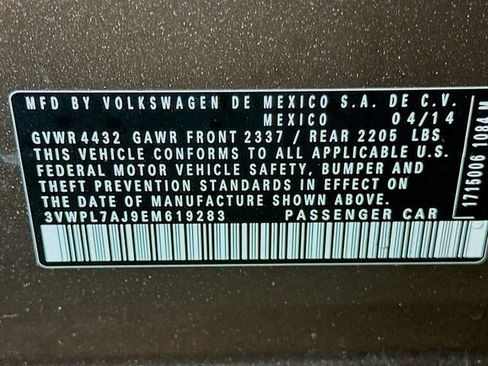 MFD BY VOLKSWAGEN DE MEXICO S.A. DE C.V.
MEXICO 04/14
GVWR 4432 GAWR FRONT 2337 / REAR 2205 LBS
THIS VEHICLE CONFORMS TO ALL APPLICABLE U.S.
FEDERAL MOTOR VEHICLE SAFETY, BUMPER AND
THEFT PREVENTION STANDARDS IN EFFECT ON
THE DATE OF MANUFACTURE SHOWN ABOVE.
3VWPL7AJ9EM619283 PASSENGER CAR
1716006 1084 M